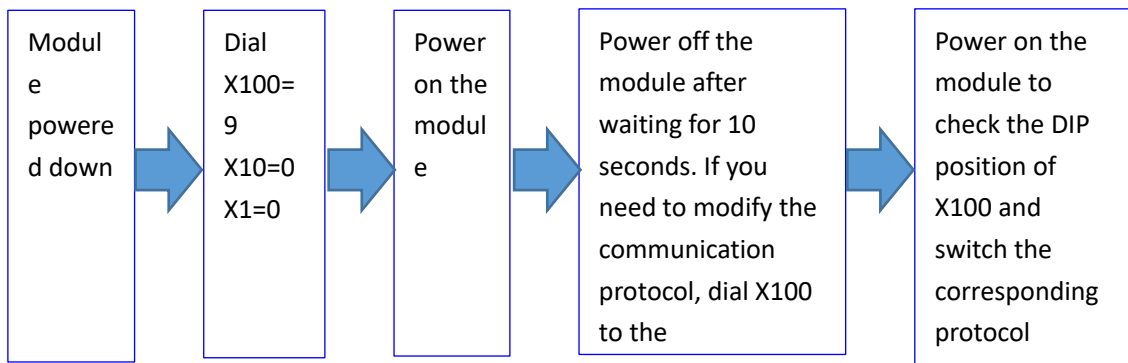 Modul
e
powere
d down
Dial
X100=
9
X10=0
X1=0
Power
on the
modul
e
Power off the
module after
waiting for 10
seconds. If you
need to modify the
communication
protocol, dial X100
to the
Power on the
module to
check the DIP
position of
X100 and
switch the
corresponding
protocol